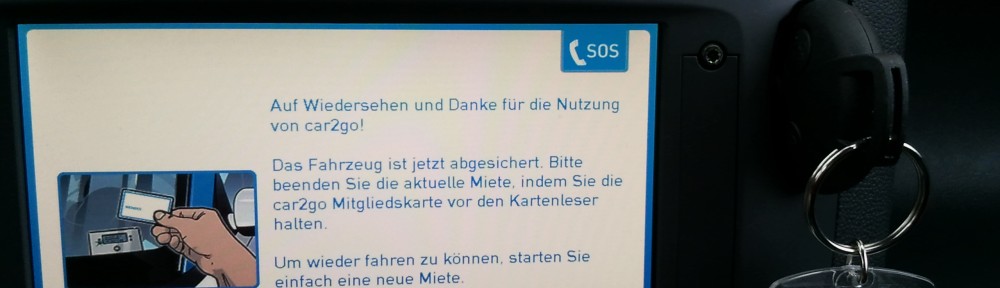 SOS
Auf Wiedersehen und Danke für die Nutzung
von car2go!
Das Fahrzeug ist jetzt abgesichert. Bitte
beenden Sie die aktuelle Miete, indem Sie die
car2go Mitgliedskarte vor den Kartenleser
halten.
Um wieder fahren zu können, starten Sie
einfach eine neue Miete.